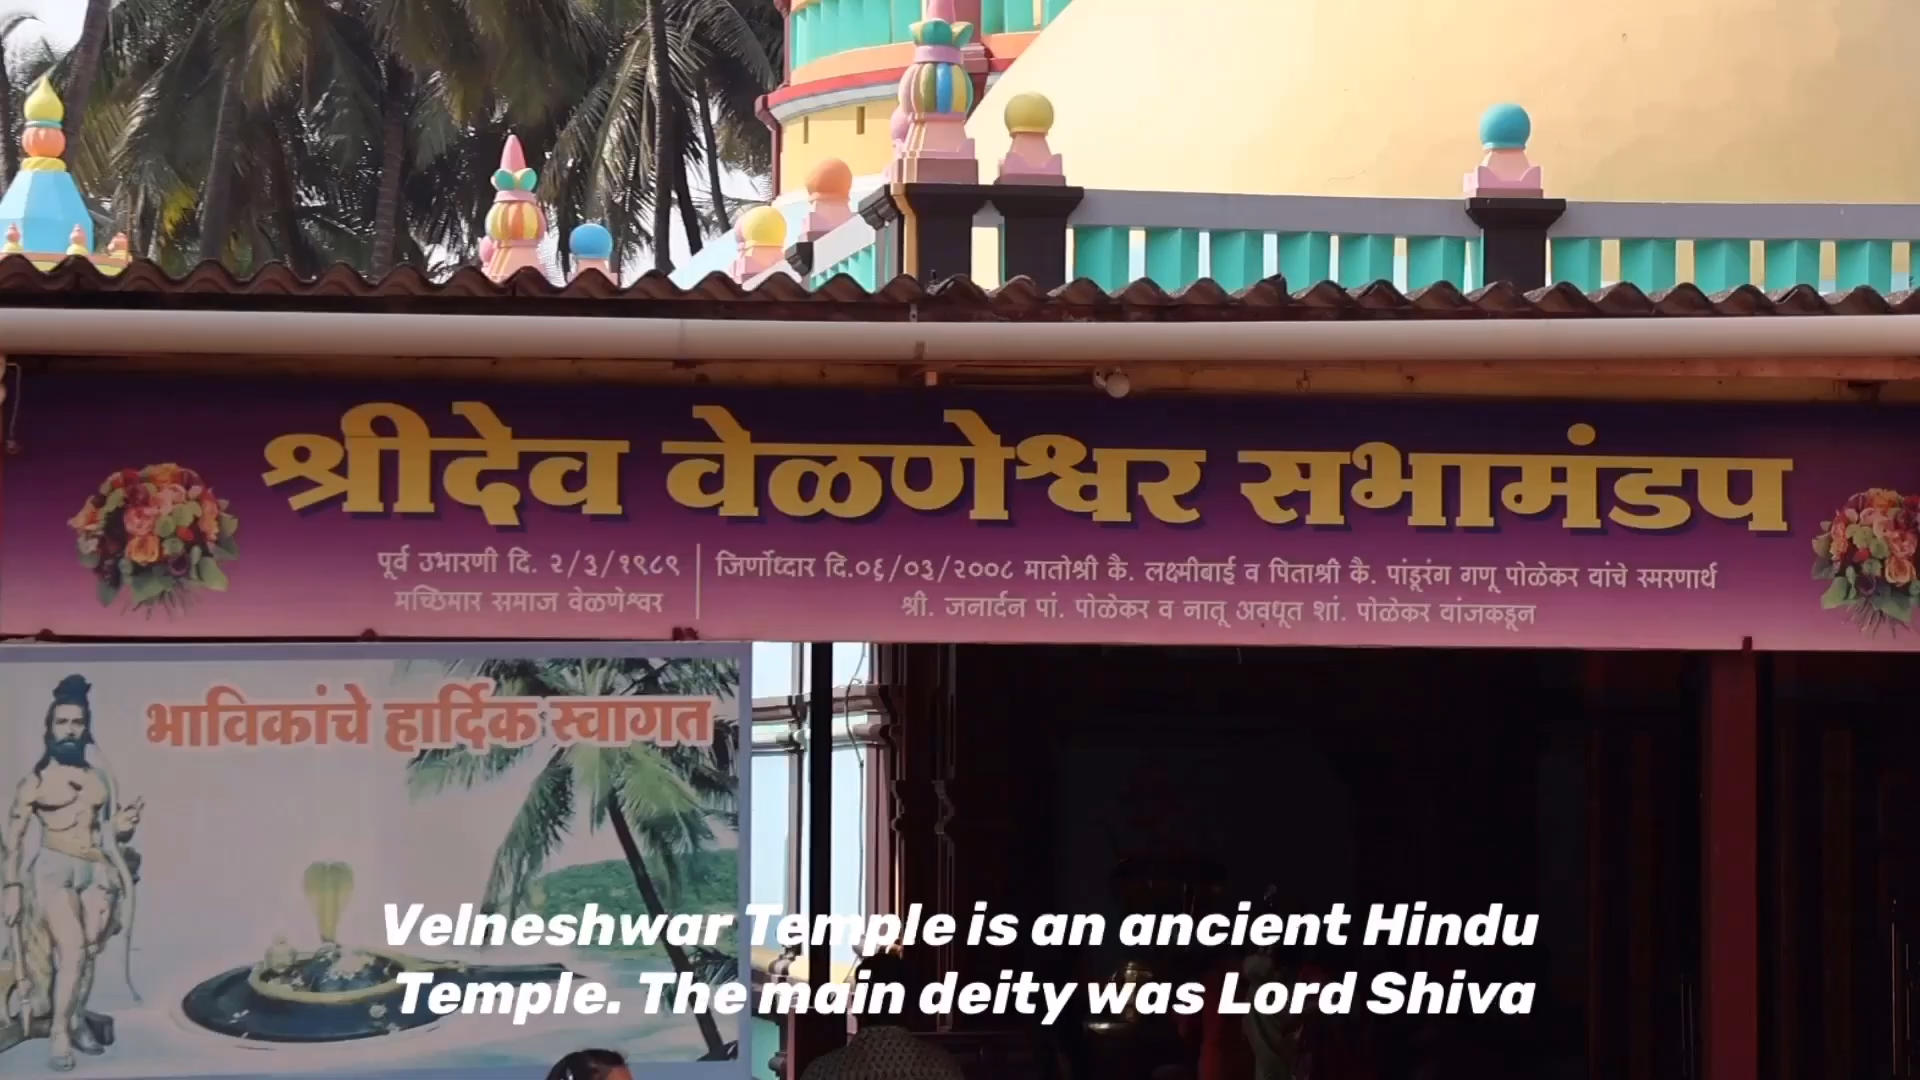 श्रीदेव वेळणेश्वर सभामंडप
पूर्व उभारणी दि. २/३/१९८९
मच्छिमार समाज वेळणेश्वर
जिर्णोध्दार दि.०६/०३/२००८ मातोश्री कै. लक्ष्मीबाई व पिताश्री कै. पांडूरंग गणू पोळेकर यांचे स्मरणार्थ
श्री. जनार्दन पां. पोळेकर व नातू अवधूत शां. पोळेकर यांजकडून
भाविकांचे हार्दिक स्वागत
Velneshwar Temple is an ancient Hindu
Temple. The main deity was Lord Shiva